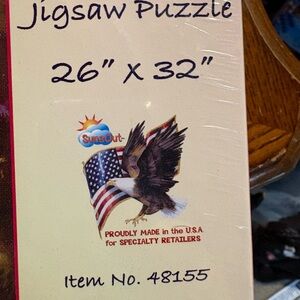 Jigsaw Puzzle
26" X 32"
SunsOut
PROUDLY MADE in the U.S.A
for SPECIALTY RETAILERS
Item No. 48155